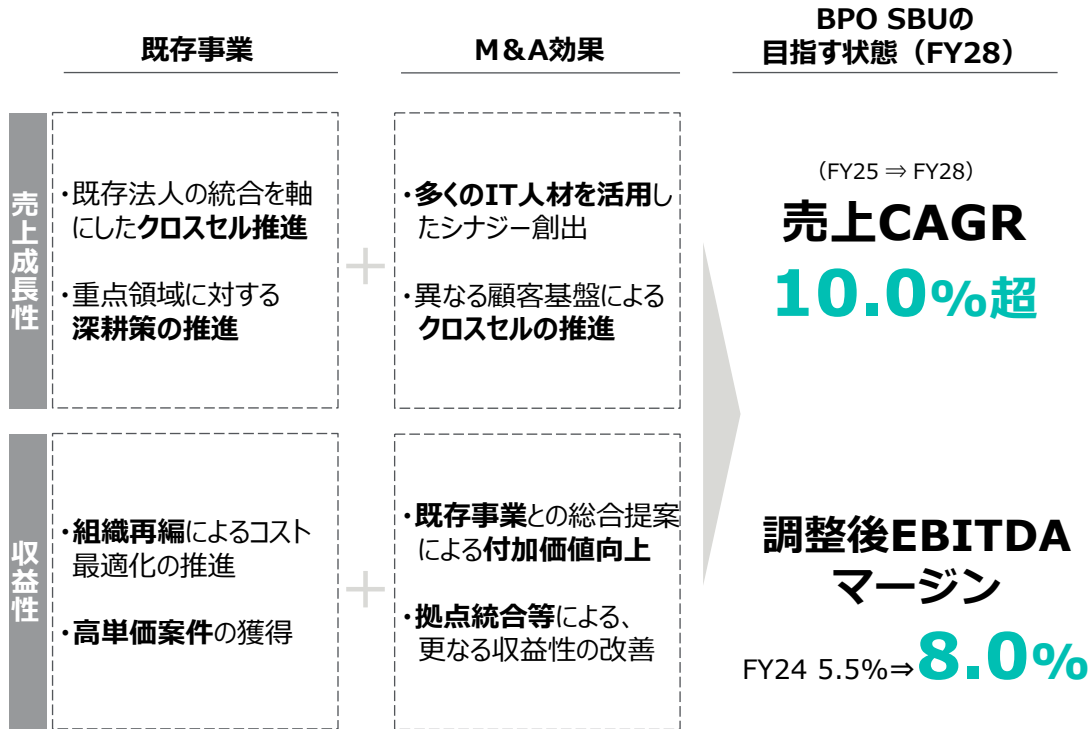 既存事業
M&A効果
BPO SBUの
目指す状態（FY28）
売上成長性
・既存法人の統合を軸
にしたクロスセル推進
・重点領域に対する
深耕策の推進
+
・多くのIT人材を活用し
たシナジー創出
・異なる顧客基盤による
クロスセルの推進
（FY25 ⇒ FY28）
売上CAGR
10.0%超
収益性
・組織再編によるコスト
最適化の推進
・高単価案件の獲得
+
・既存事業との総合提案
による付加価値向上
・拠点統合等による、
更なる収益性の改善
調整後EBITDA
マージン
FY24 5.5%⇒8.0%